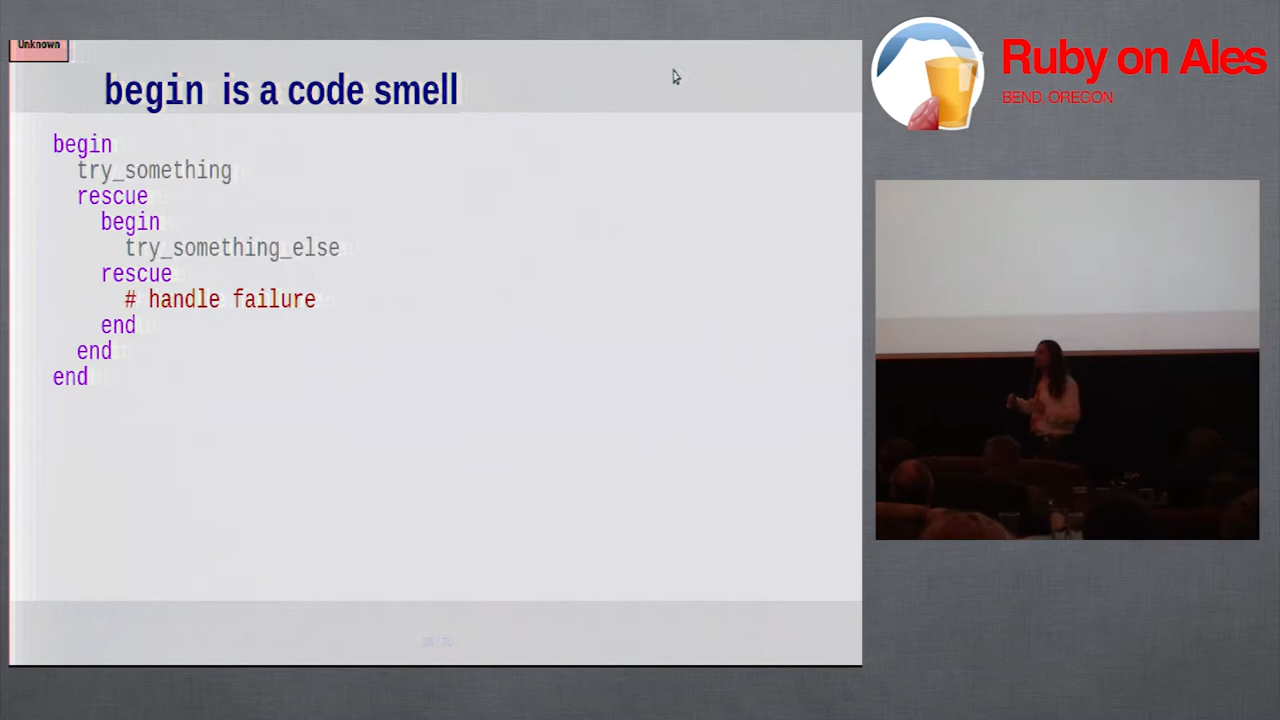 Unknown
begin is a code smell
begin
try_something
rescue
begin
try_something_else
rescue
# handle failure
end
end
end
Ruby on Ales
BEND, OREGON